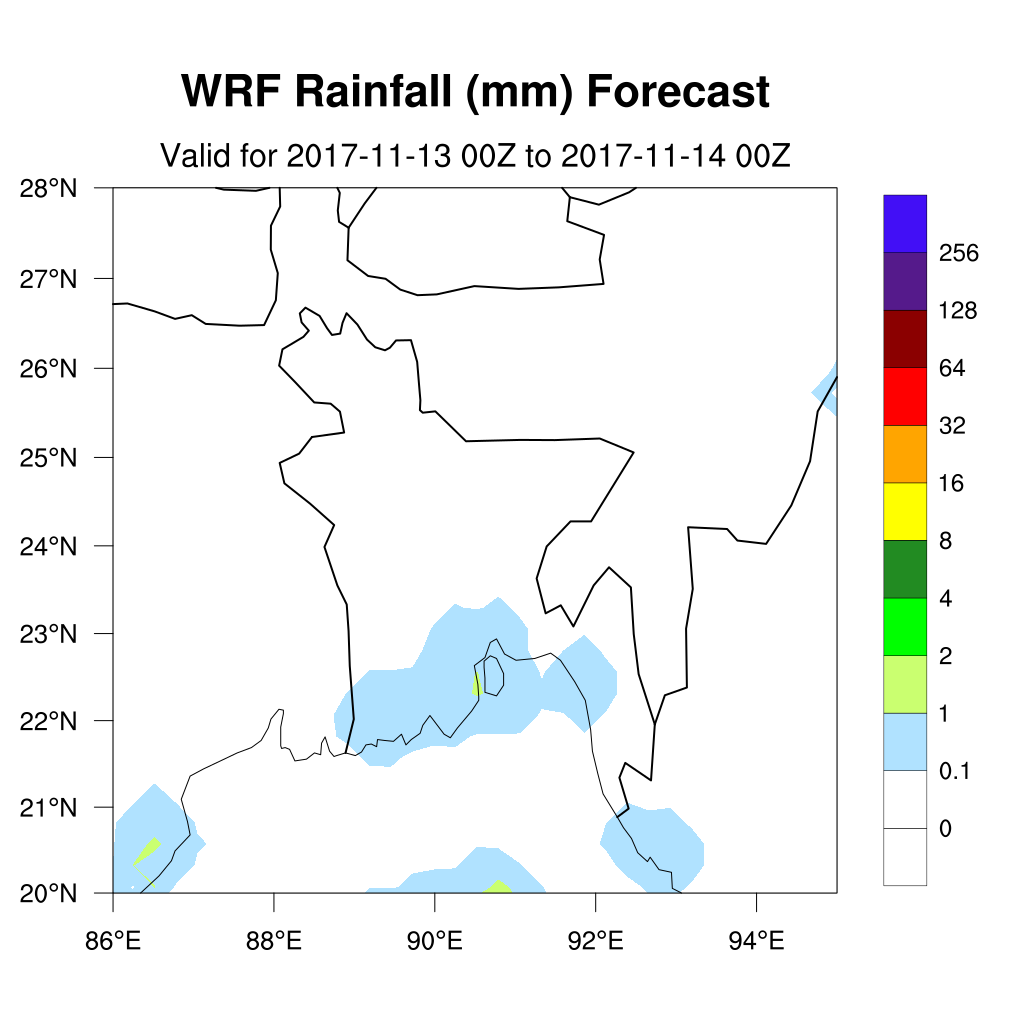 WRF Rainfall (mm) Forecast
Valid for 2017-11-13 00Z to 2017-11-14 00Z
28°N
27°N
26°N
25°N
24°N
23°N
22°N
21°N
20°N
86°E 88°E 90°E 92°E 94°E
256
128
64
32
16
8
4
2
1
0.1
0